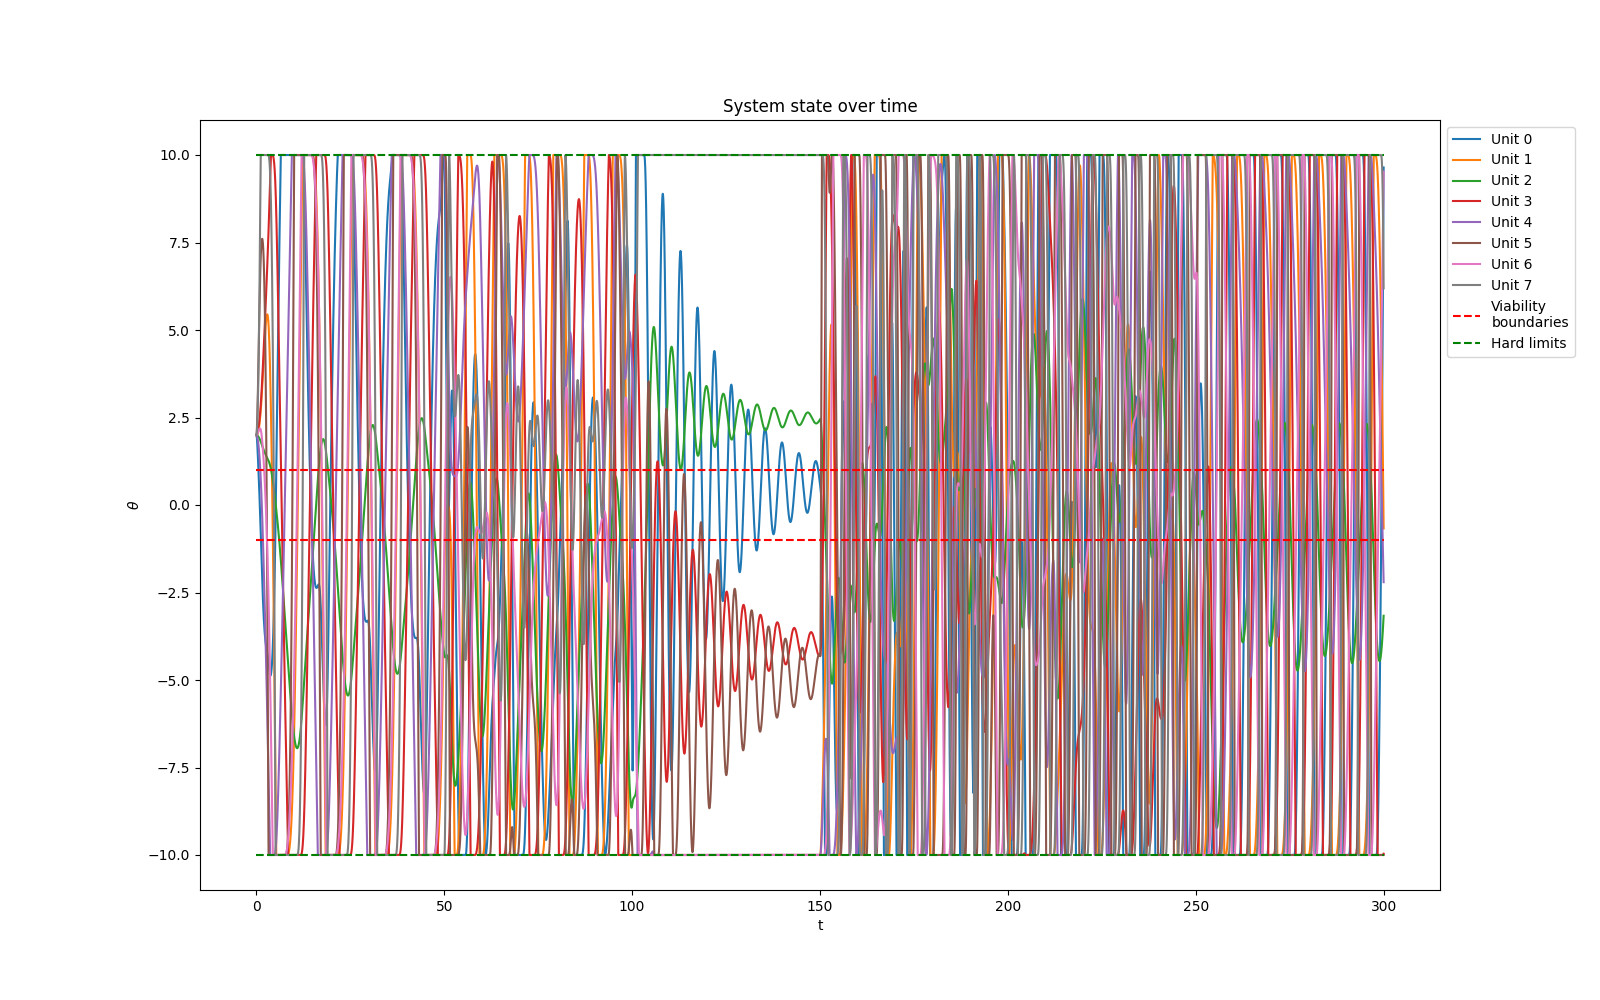 System state over time
10.0
7.5
5.0
2.5
0.0
−2.5
−5.0
−7.5
−10.0
θ
0
50
100
150
200
250
300
t
Unit 0
Unit 1
Unit 2
Unit 3
Unit 4
Unit 5
Unit 6
Unit 7
Viability
boundaries
Hard limits